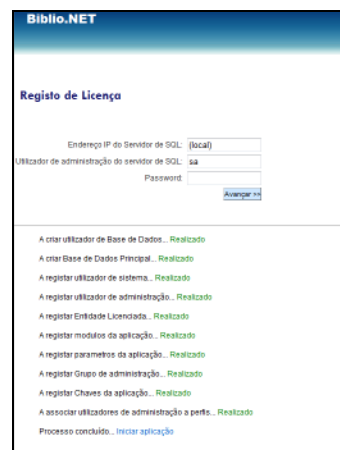 Biblio.NET
Registo de Licença
Endereço IP do Servidor de SQL: (local)
Utilizador de administração do servidor de SQL: sa
Password:
Avançar >>
A criar utilizador de Base de Dados... Realizado
A criar Base de Dados Principal... Realizado
A registar utilizador de sistema... Realizado
A registar utilizador de administração... Realizado
A registar Entidade Licenciada... Realizado
A registar modulos da aplicação... Realizado
A registar parametros da aplicação... Realizado
A registar Grupo de administração... Realizado
A registar Chaves da aplicação... Realizado
A associar utilizadores de administração a perfis... Realizado
Processo concluído... Iniciar aplicação